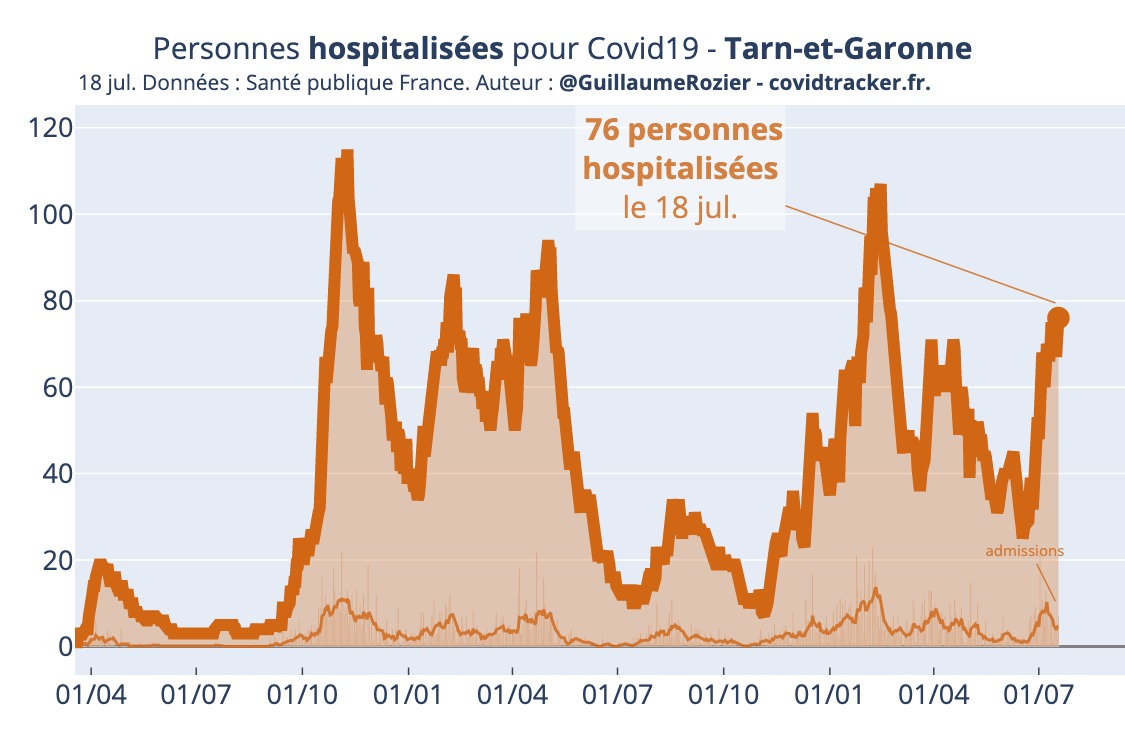 Personnes hospitalisées pour Covid19 - Tarn-et-Garonne
18 jul. Données : Santé publique France. Auteur : @GuillaumeRozier - covidtracker.fr.
120
100
80
60
40
20
0
76 personnes
hospitalisées
le 18 jul.
admissions
01/04 01/07 01/10 01/01 01/04 01/07 01/10 01/01 01/04 01/07